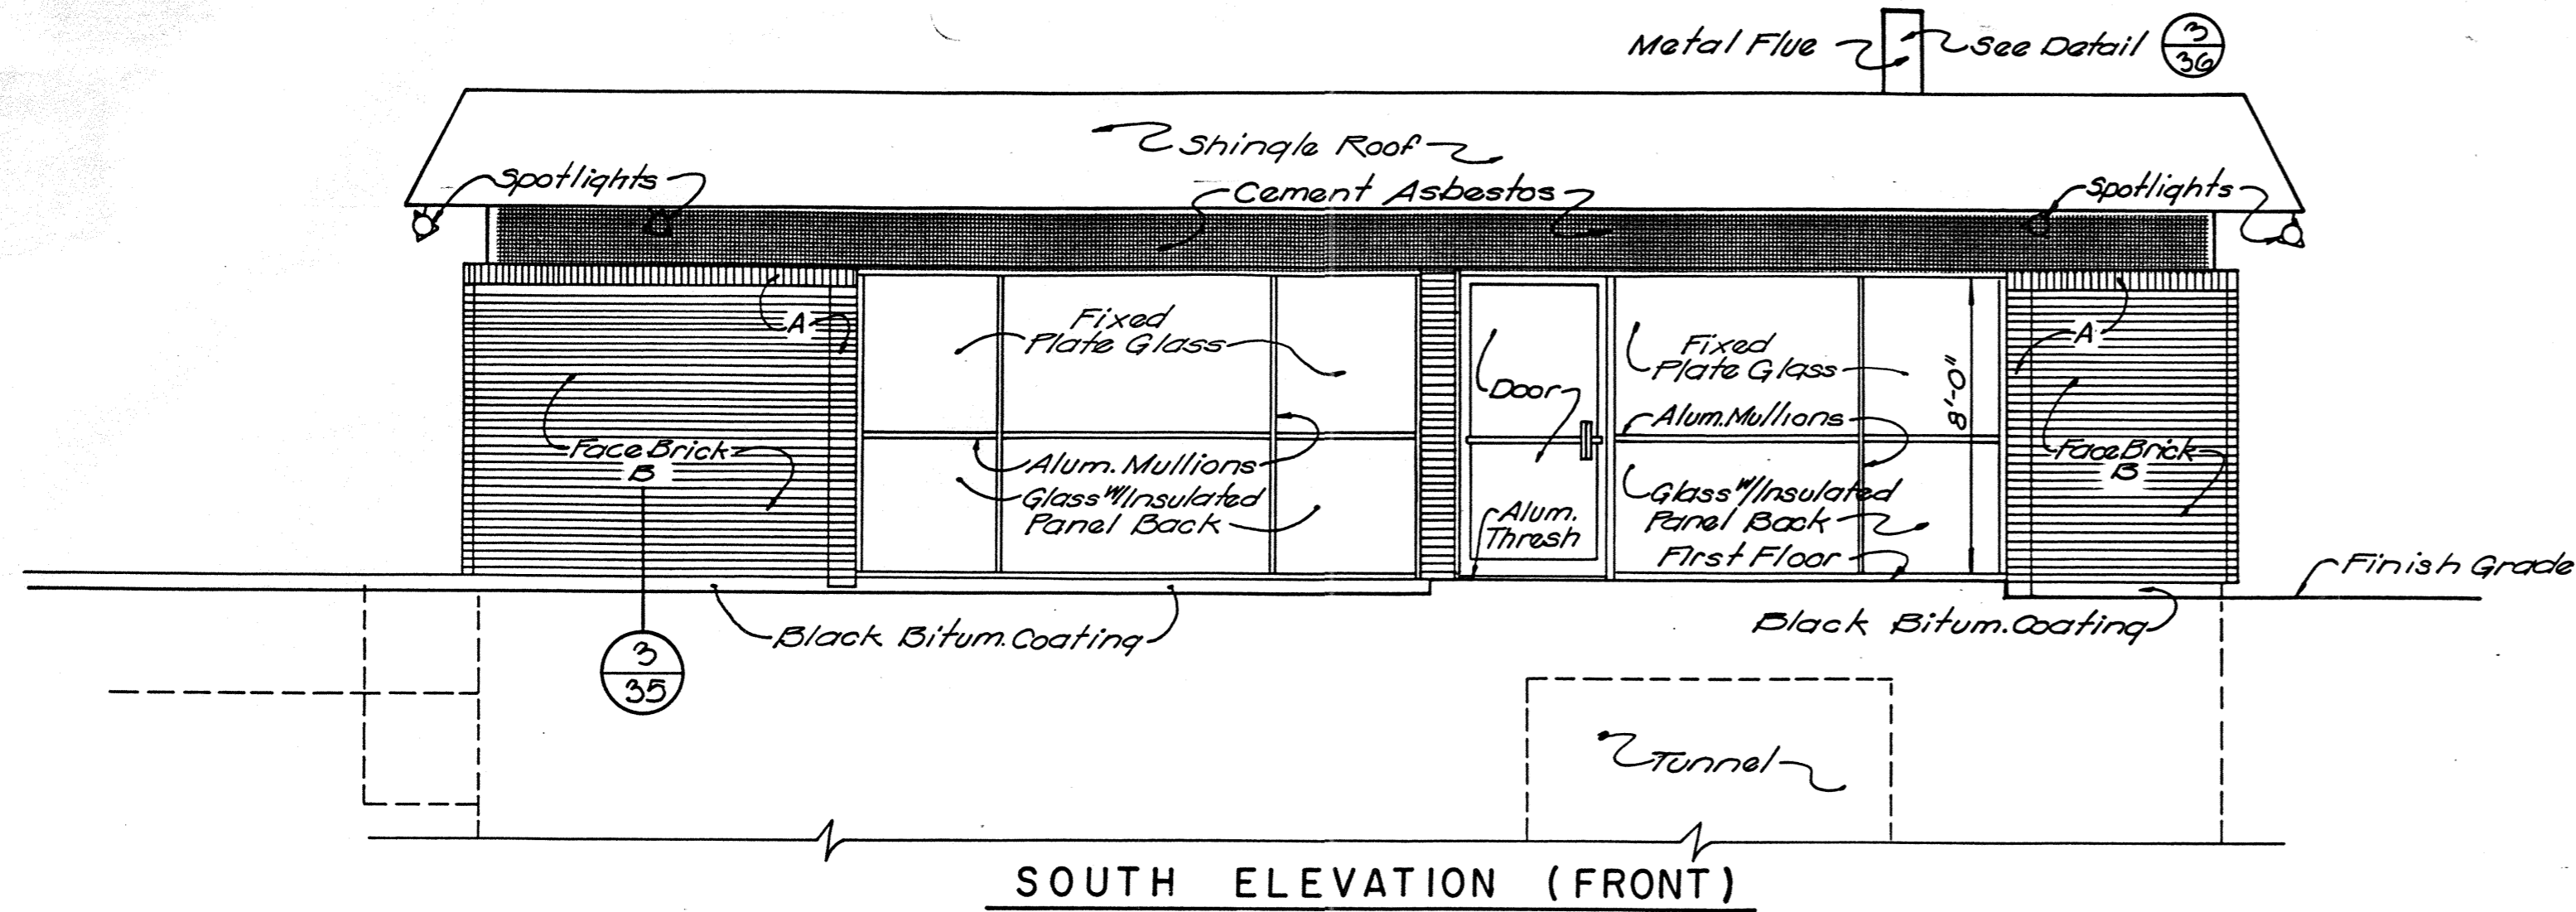 Metal Flue
See Detail
3
36
Shingle Roof
Spotlights
Cement Asbestos
Spotlights
A
Fixed
Plate Glass
Fixed
Plate Glass
A
Door
8'-0"
Alum. Mullions
Face Brick
B
Alum. Mullions
Face Brick
B
Glass w/Insulated
Panel Back
Alum.
Thresh
Glass w/Insulated
Panel Back
First Floor
Finish Grade
Black Bitum. Coating
Black Bitum. Coating
3
35
Tunnel
SOUTH ELEVATION (FRONT)